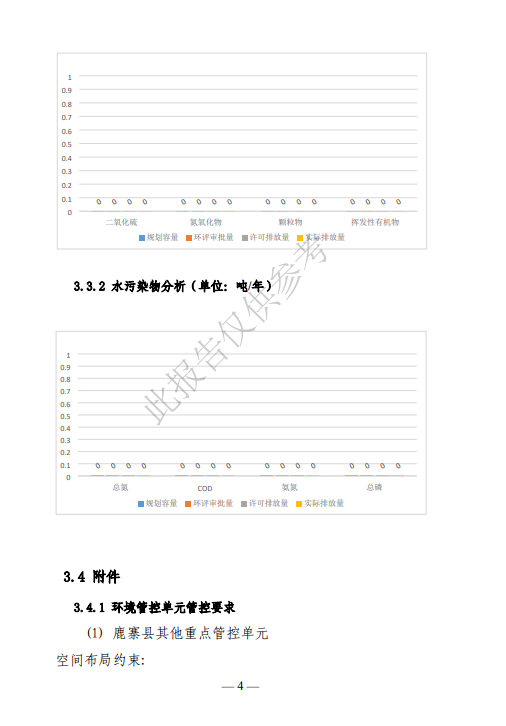 1
0.9
0.8
0.7
0.6
0.5
0.4
0.3
0.2
0.1
0
0 0 0 0 0 0 0 0 0 0 0 0 0 0 0 0
二氧化硫 氮氧化物 颗粒物 挥发性有机物
规划容量 环评审批量 许可排放量 实际排放量
3.3.2 水污染物分析（单位：吨/年）
此报告仅供参考
1
0.9
0.8
0.7
0.6
0.5
0.4
0.3
0.2
0.1
0
0 0 0 0 0 0 0 0 0 0 0 0 0 0 0 0
总氮 COD 氨氮 总磷
规划容量 环评审批量 许可排放量 实际排放量
3.4 附件
3.4.1 环境管控单元管控要求
(1) 鹿寨县其他重点管控单元
空间布局约束:
— 4 —